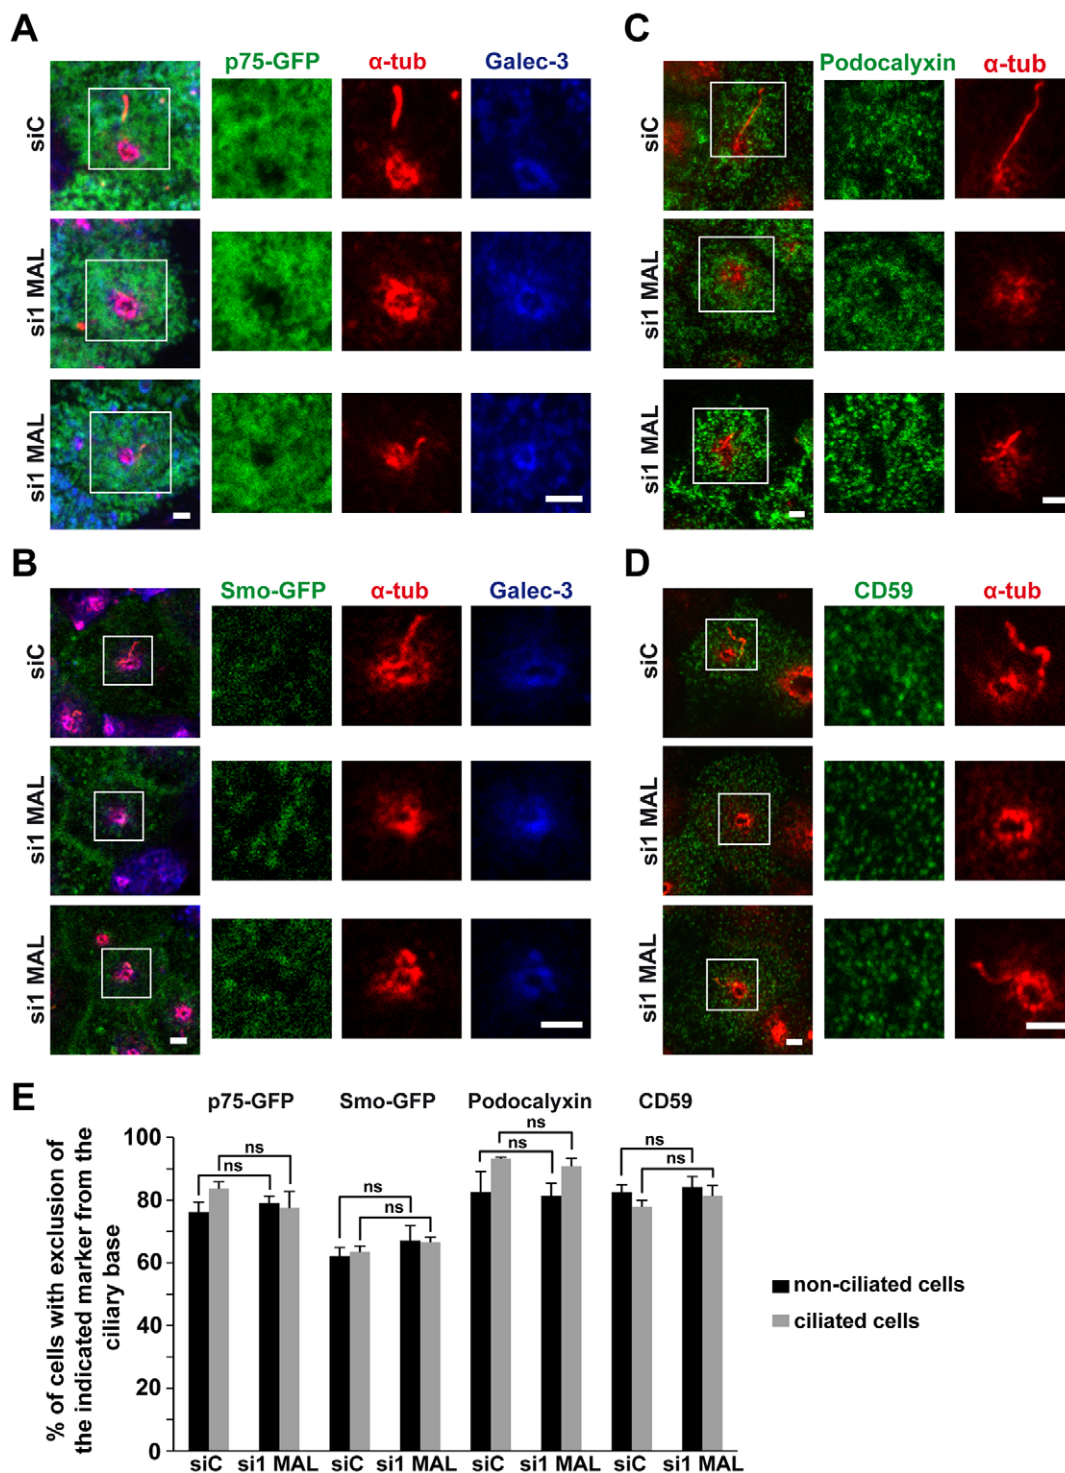 A
p75-GFP α-tub Galec-3
siC
si1 MAL
si1 MAL
C
Podocalyxin α-tub
siC
si1 MAL
si1 MAL
B
Smo-GFP α-tub Galec-3
siC
si1 MAL
si1 MAL
D
CD59 α-tub
siC
si1 MAL
si1 MAL
E
p75-GFP Smo-GFP Podocalyxin CD59
% of cells with exclusion of
the indicated marker from the
ciliary base
100
80
60
40
20
0
ns
ns
ns
ns
ns
ns
ns
ns
siC si1 MAL siC si1 MAL siC si1 MAL siC si1 MAL
non-ciliated cells
ciliated cells